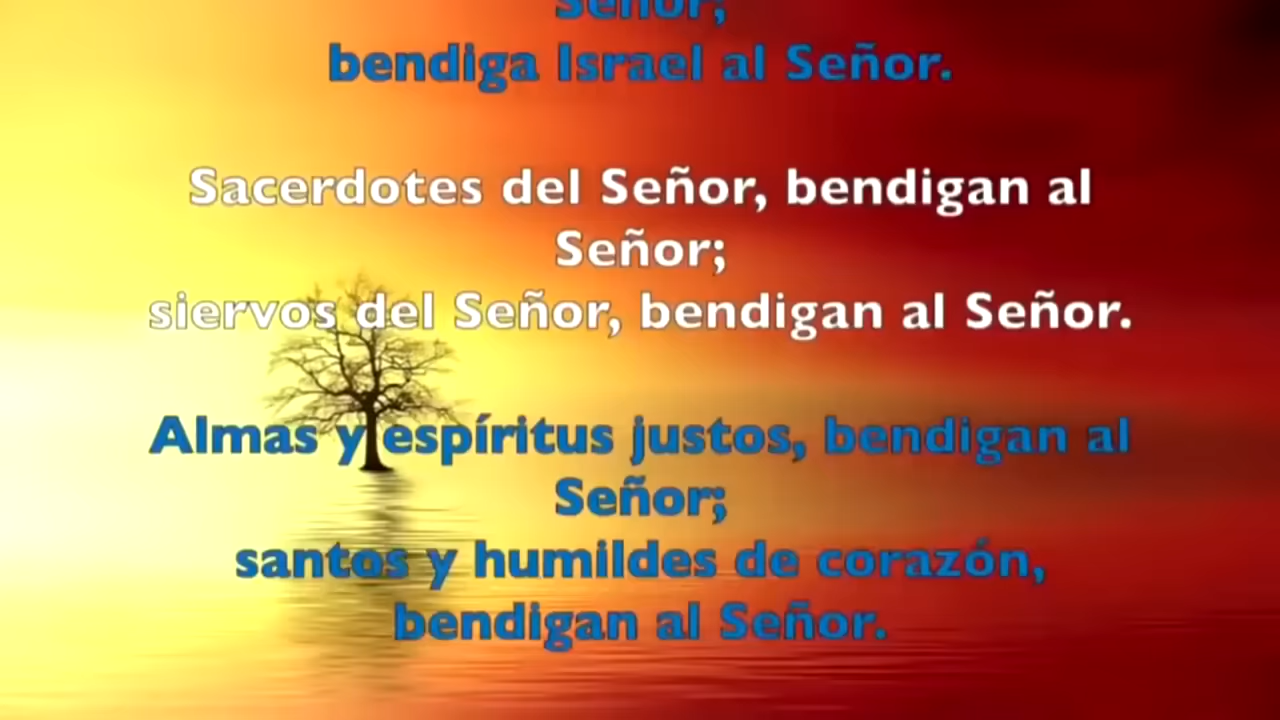 Señor;
bendiga Israel al Señor.
Sacerdotes del Señor, bendigan al
Señor;
siervos del Señor, bendigan al Señor.
Almas y espíritus justos, bendigan al
Señor;
santos y humildes de corazón,
bendigan al Señor.